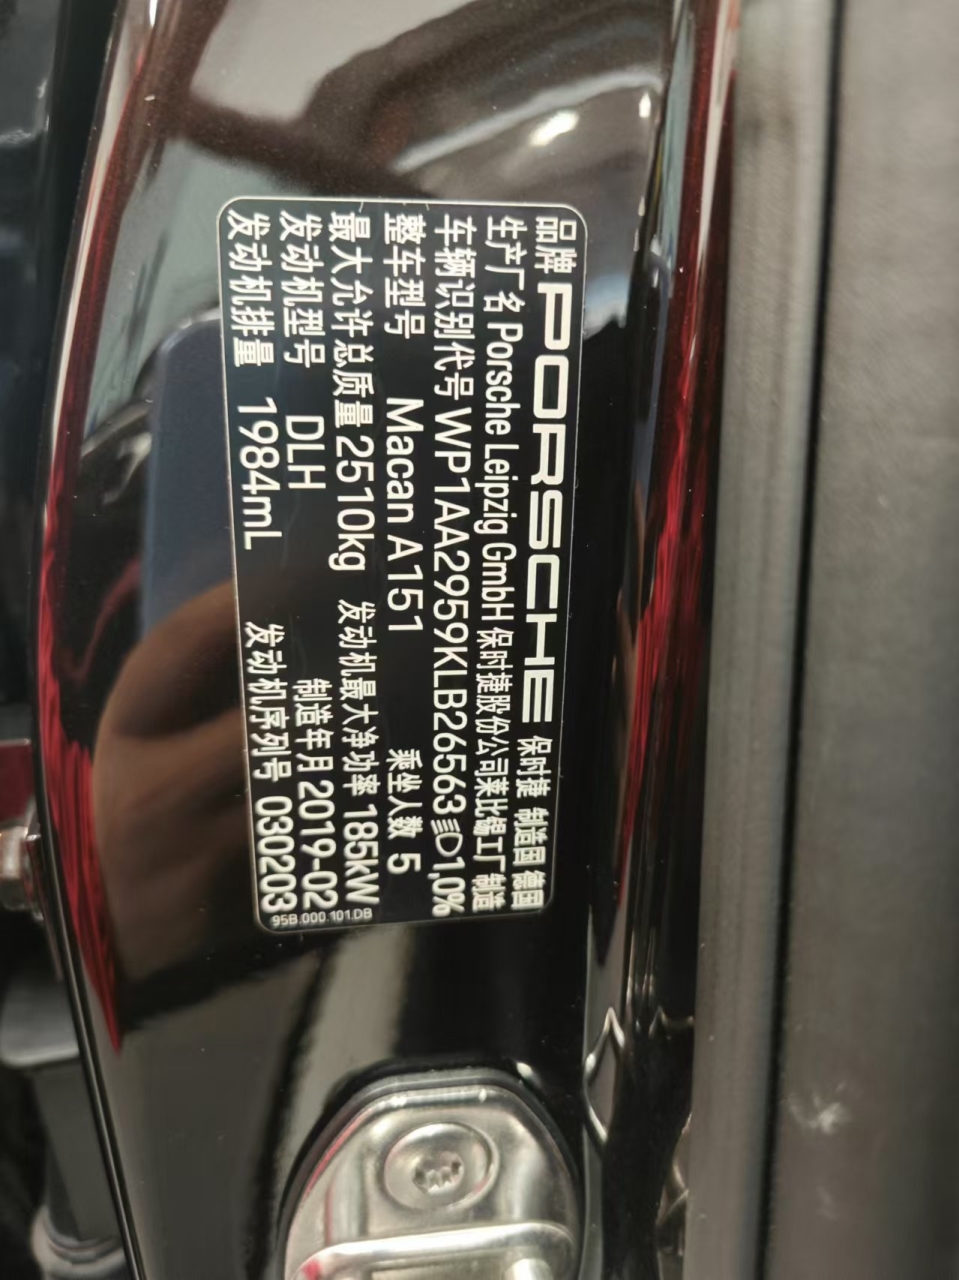 品牌 PORSCHE 保时捷 制造国 德国
生产厂名 Porsche Leipzig GmbH 保时捷股份公司莱比锡工厂 制造
车辆识别代号 WP1AA2959KLB26563 1,0%
整车型号 Macan A151 乘坐人数 5
最大允许总质量 2510kg 发动机最大净功率 185kW
发动机型号 DLH 制造年月 2019-02
发动机排量 1984mL 发动机序列号 030203
95B.000.101.DB